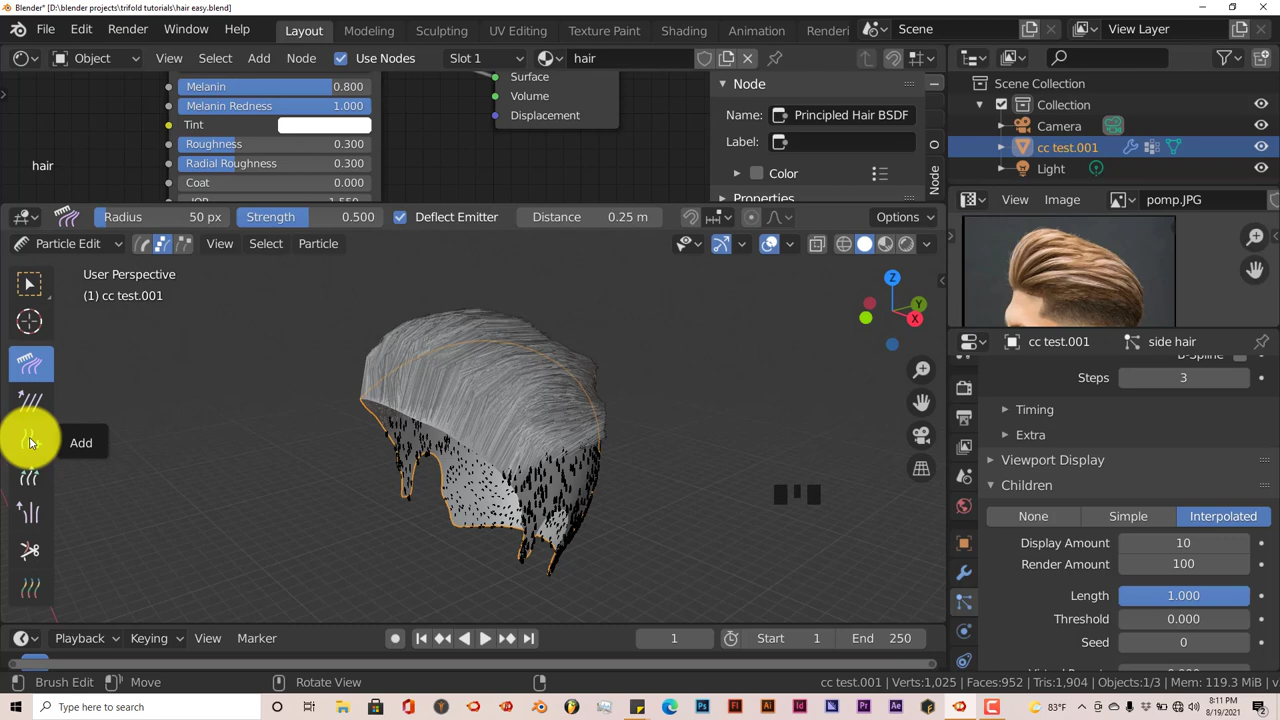 Blender* [D:\blender projects\trifold tutorials\hair easy.blend]
File Edit Render Window Help Layout Modeling Sculpting UV Editing Texture Paint Shading Animation Renderi Scene View Layer
Object View Select Add Node Use Nodes Slot 1 hair
Melanin 0.800
Melanin Redness 1.000
Tint
Roughness 0.300
Radial Roughness 0.300
Coat 0.000
hair
Surface
Volume
Displacement
Node
Name: Principled Hair BSDF
Label:
Color
Properties
Node
Scene Collection
Collection
Camera
cc test.001
Light
View Image pomp.JPG
Radius 50 px Strength 0.500 Deflect Emitter Distance 0.25 m Options
Particle Edit View Select Particle
User Perspective
(1) cc test.001
Add
Z
Y
X
cc test.001 side hair
Steps 3
Timing
Extra
Viewport Display
Children
None Simple Interpolated
Display Amount 10
Render Amount 100
Length 1.000
Threshold 0.000
Seed 0
Playback Keying View Marker 1 Start 1 End 250
Brush Edit Move Rotate View cc test.001 | Verts:1,025 | Faces:952 | Tris:1,904 | Objects:1/3 | Mem: 119.3 MiB | v
Type here to search 83°F 8:11 PM
8/19/2021